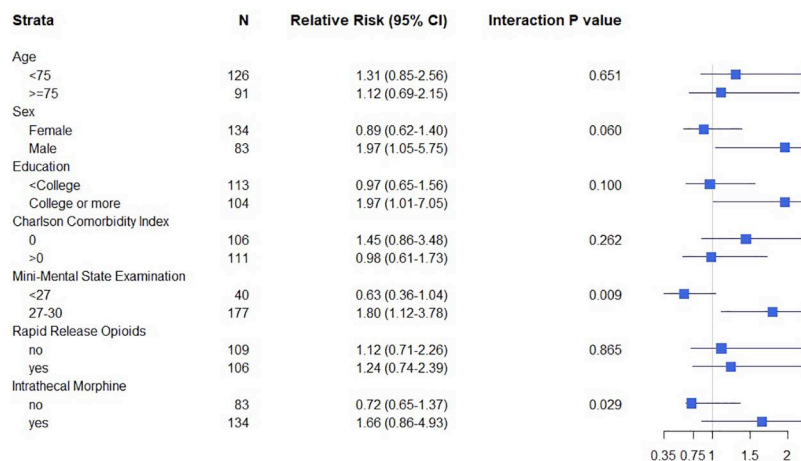 Strata N Relative Risk (95% CI) Interaction P value
Age
<75 126 1.31 (0.85-2.56) 0.651
>=75 91 1.12 (0.69-2.15)
Sex
Female 134 0.89 (0.62-1.40) 0.060
Male 83 1.97 (1.05-5.75)
Education
<College 113 0.97 (0.65-1.56) 0.100
College or more 104 1.97 (1.01-7.05)
Charlson Comorbidity Index
0 106 1.45 (0.86-3.48) 0.262
>0 111 0.98 (0.61-1.73)
Mini-Mental State Examination
<27 40 0.63 (0.36-1.04) 0.009
27-30 177 1.80 (1.12-3.78)
Rapid Release Opioids
no 109 1.12 (0.71-2.26) 0.865
yes 106 1.24 (0.74-2.39)
Intrathecal Morphine
no 83 0.72 (0.65-1.37) 0.029
yes 134 1.66 (0.86-4.93)
0.35 0.75 1 1.5 2